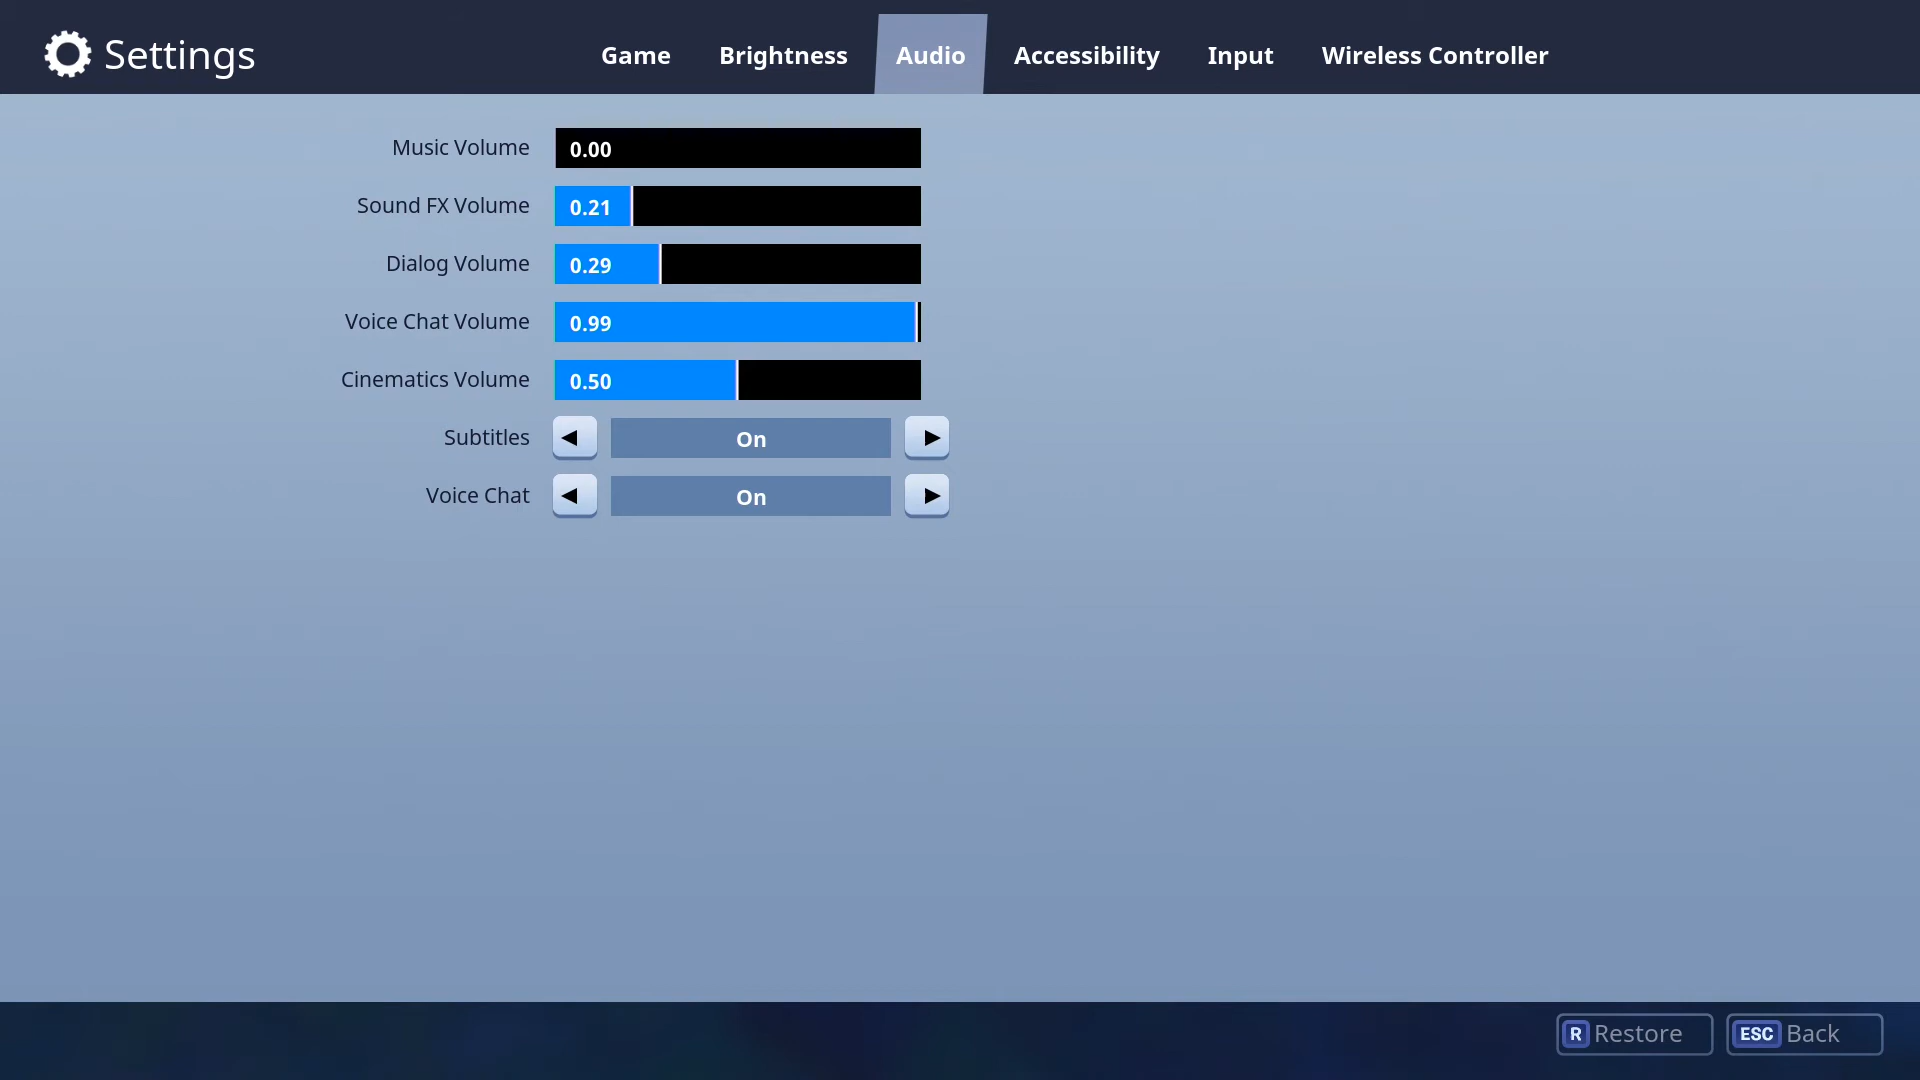 Settings
Game Brightness Audio Accessibility Input Wireless Controller
Music Volume 0.00
Sound FX Volume 0.21
Dialog Volume 0.29
Voice Chat Volume 0.99
Cinematics Volume 0.50
Subtitles On
Voice Chat On
R Restore ESC Back